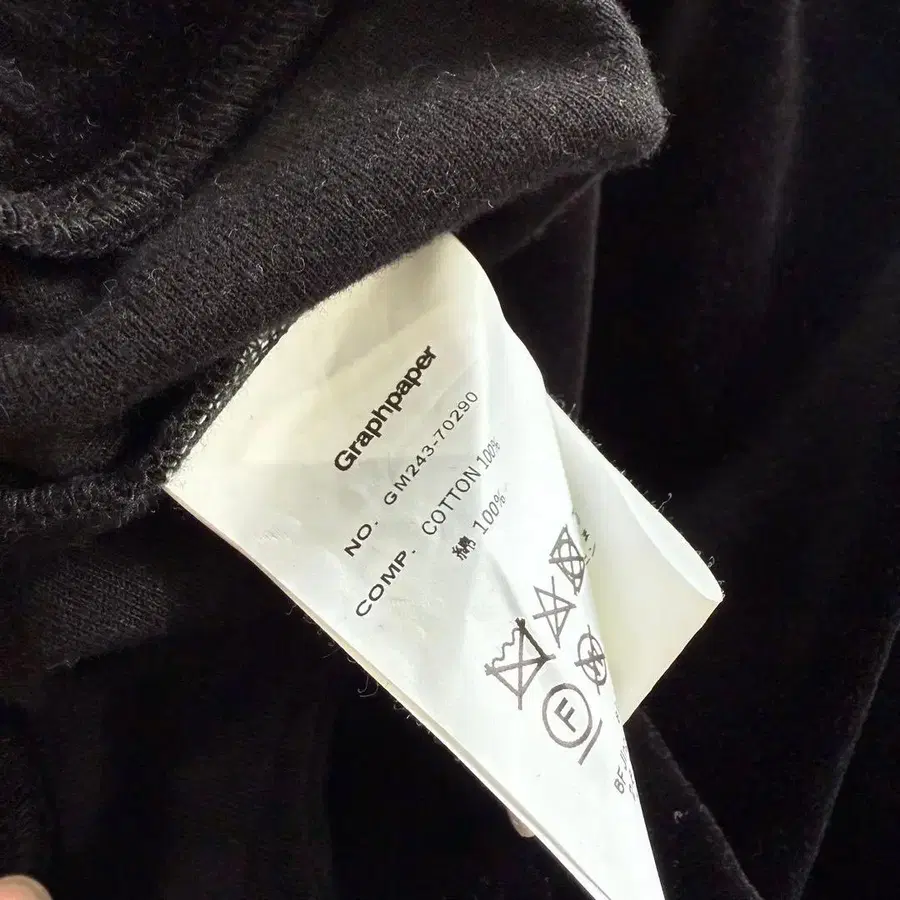 Graphpaper
NO. GM243-70290
COMP. COTTON 100%
綿 100%
F